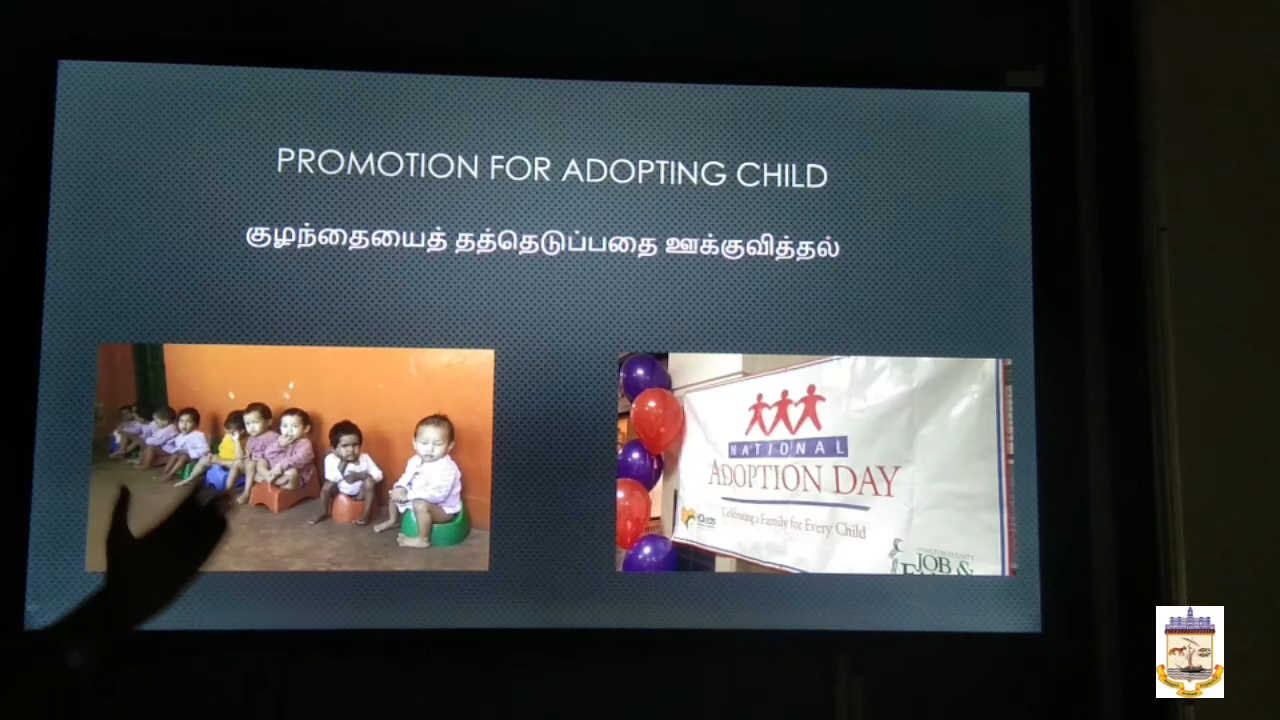 PROMOTION FOR ADOPTING CHILD
குழந்தையைத் தத்தெடுப்பதை ஊக்குவித்தல்
NATIONAL
ADOPTION DAY
Celebrating a Family for Every Child
JOB &